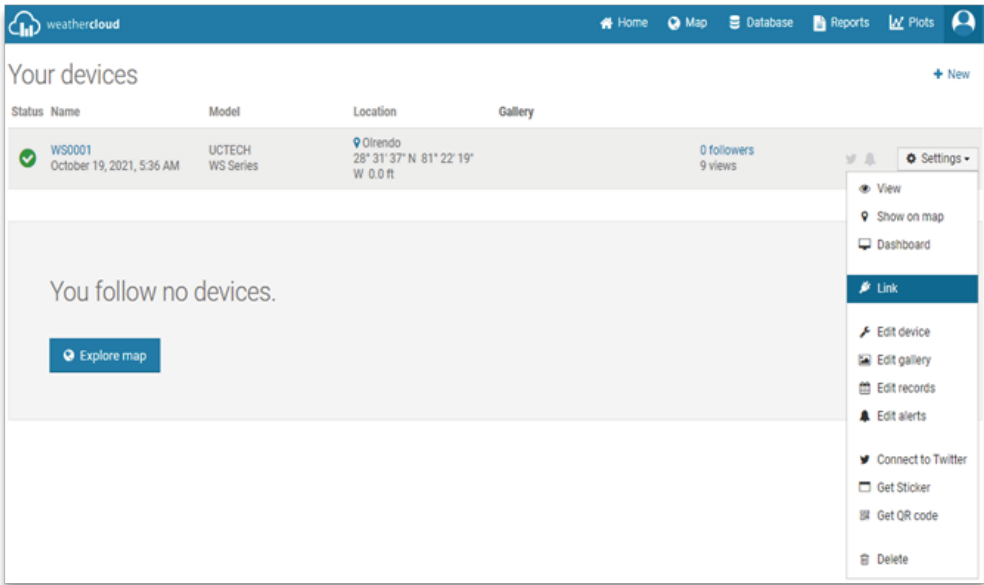 weathercloud
Home Map Database Reports Plots
Your devices
+ New
Status Name Model Location Gallery
WS0001 UCTECH Olrendo 0 followers
October 19, 2021, 5:36 AM WS Series 28° 31' 37" N 81° 22' 19" 9 views Settings
W 0.0 ft
View
Show on map
Dashboard
Link
You follow no devices.
Explore map
Edit device
Edit gallery
Edit records
Edit alerts
Connect to Twitter
Get Sticker
Get QR code
Delete